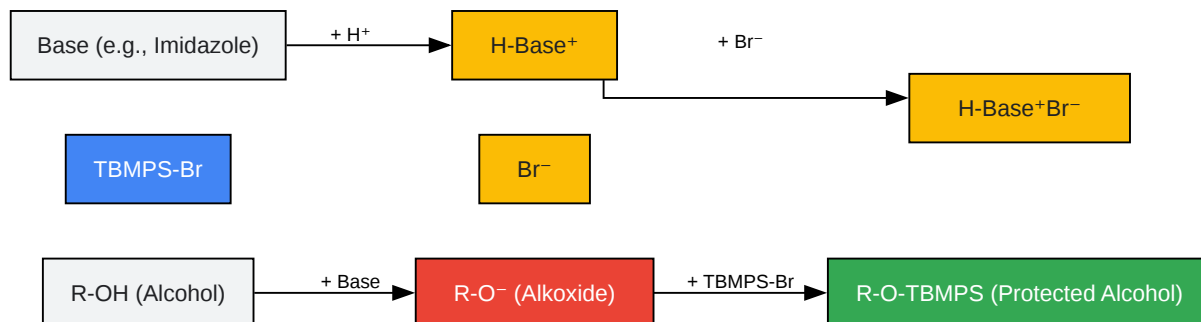 Base (e.g., Imidazole)
+ H⁺
H-Base⁺
+ Br⁻
H-Base⁺Br⁻
TBMPS-Br
Br⁻
R-OH (Alcohol)
+ Base
R-O⁻ (Alkoxide)
+ TBMPS-Br
R-O-TBMPS (Protected Alcohol)